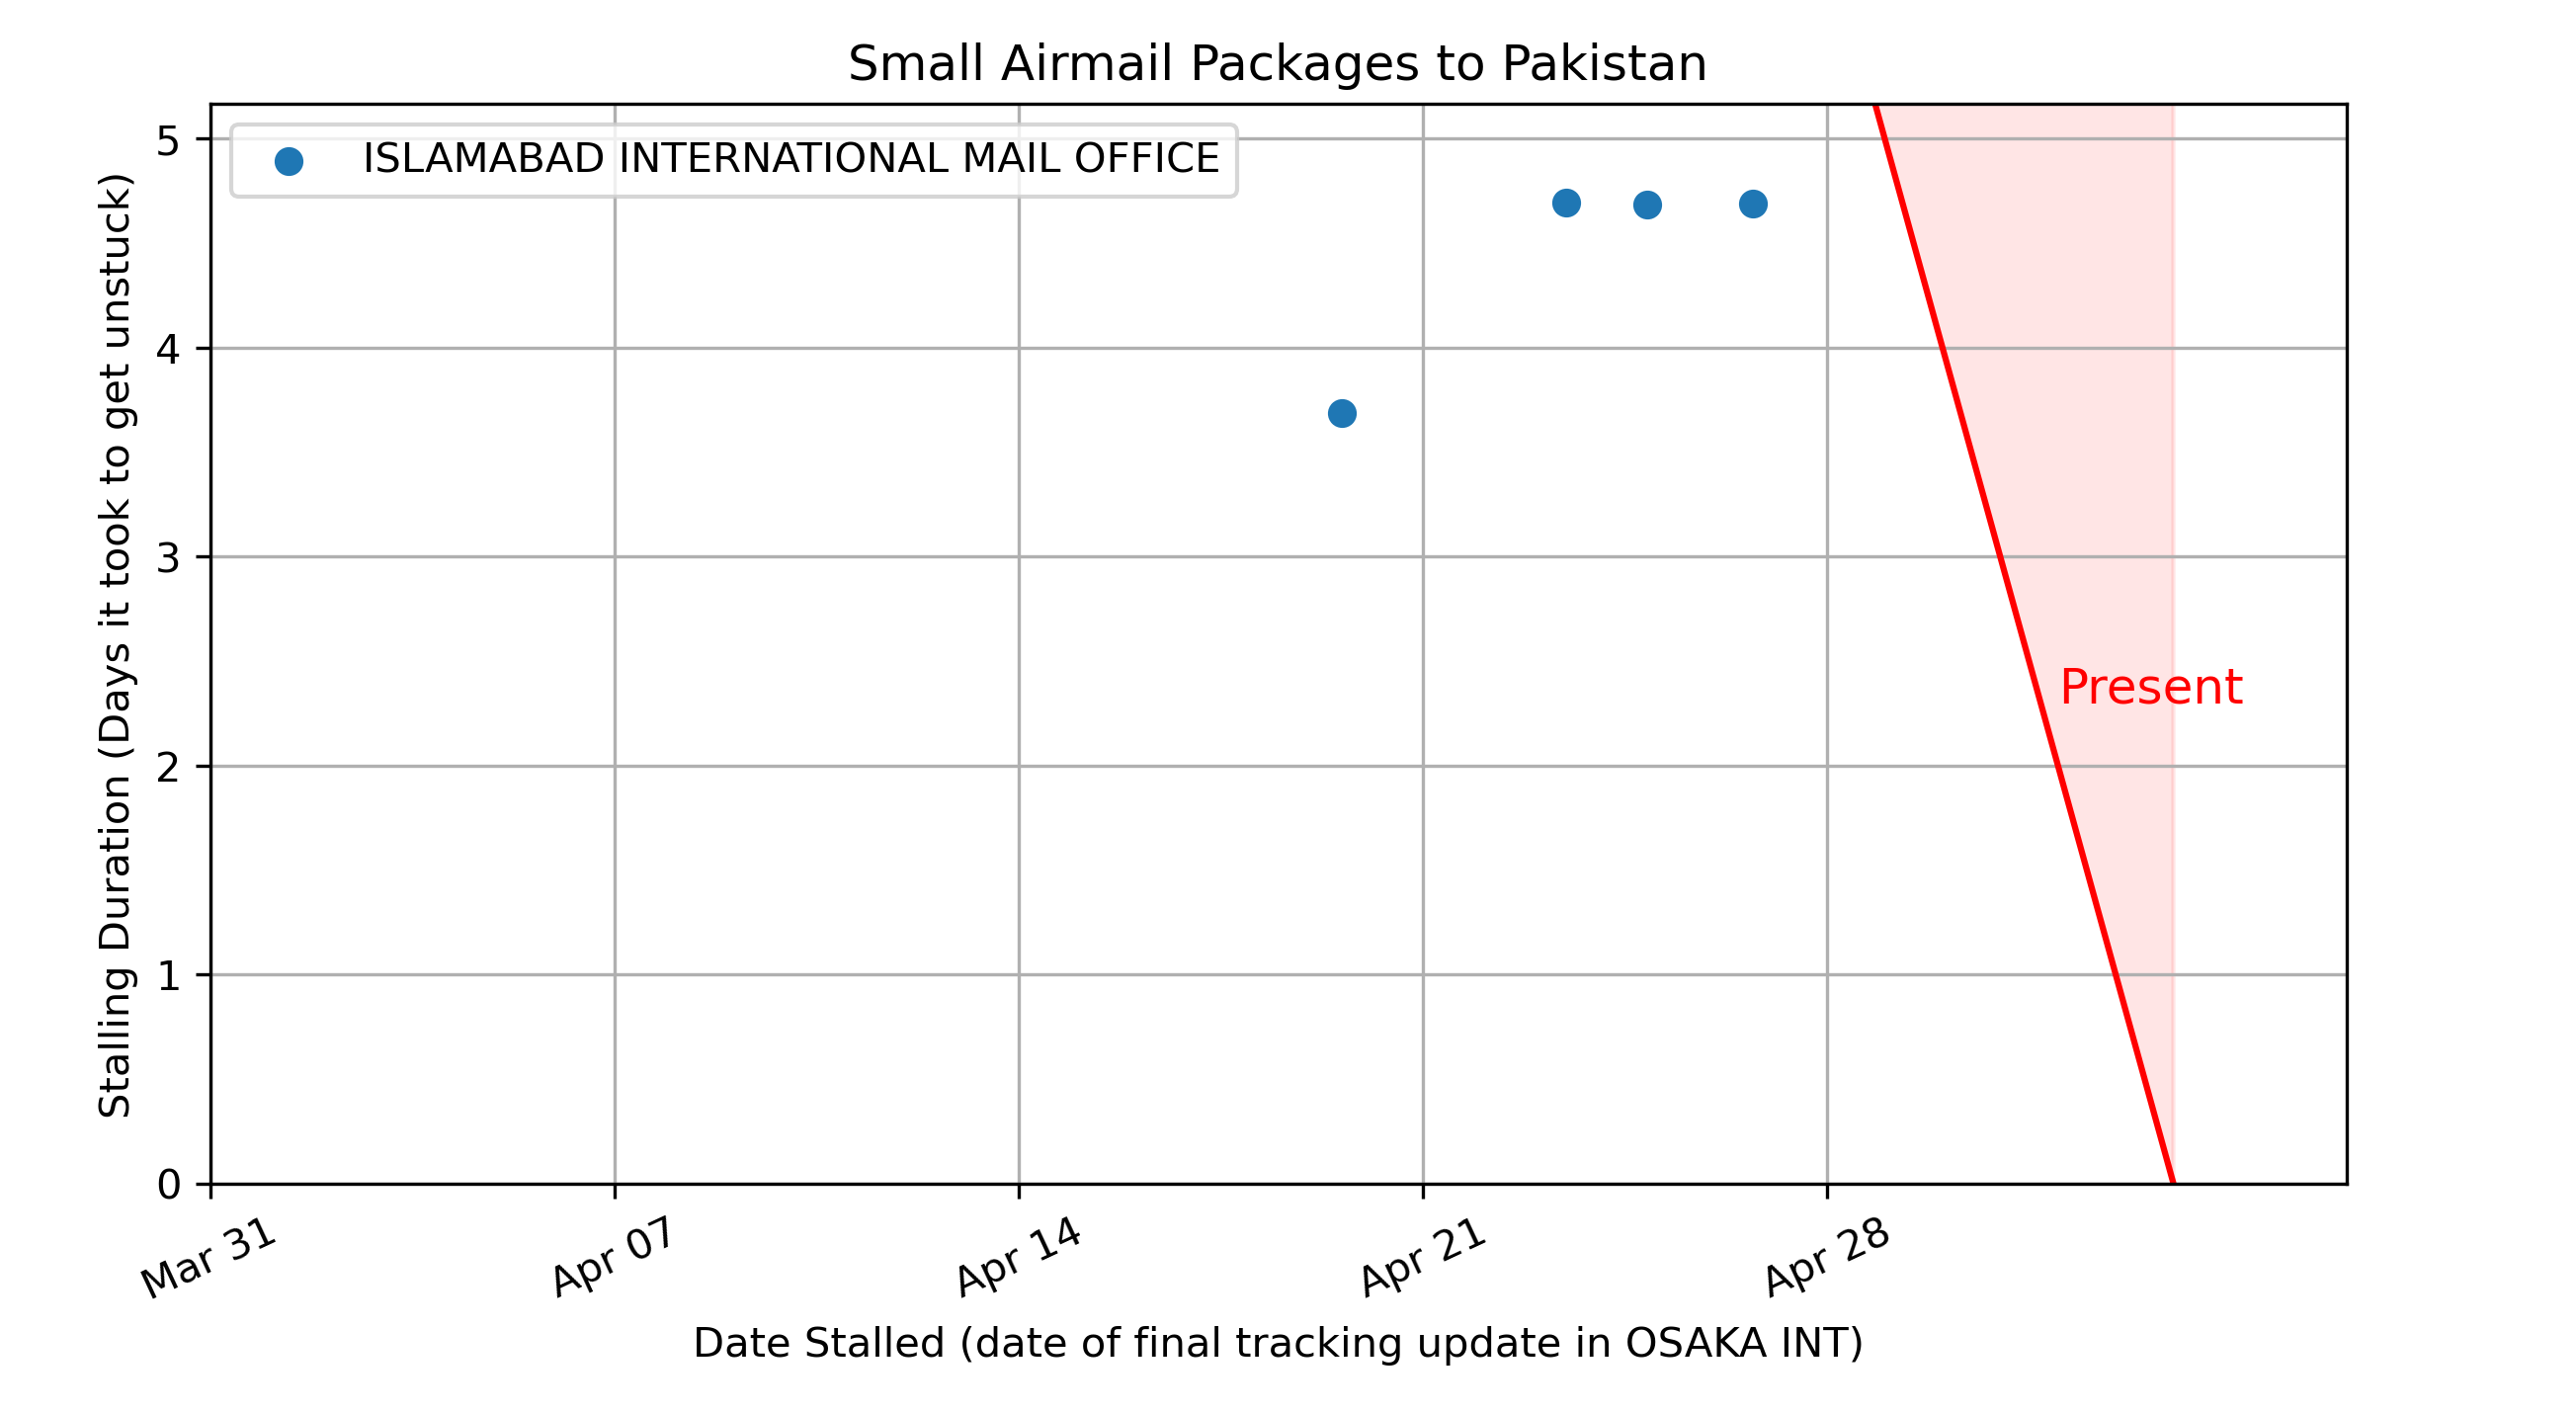 Small Airmail Packages to Pakistan
ISLAMABAD INTERNATIONAL MAIL OFFICE
Stalling Duration (Days it took to get unstuck)
5
4
3
2
1
0
Present
Mar 31
Apr 07
Apr 14
Apr 21
Apr 28
Date Stalled (date of final tracking update in OSAKA INT)